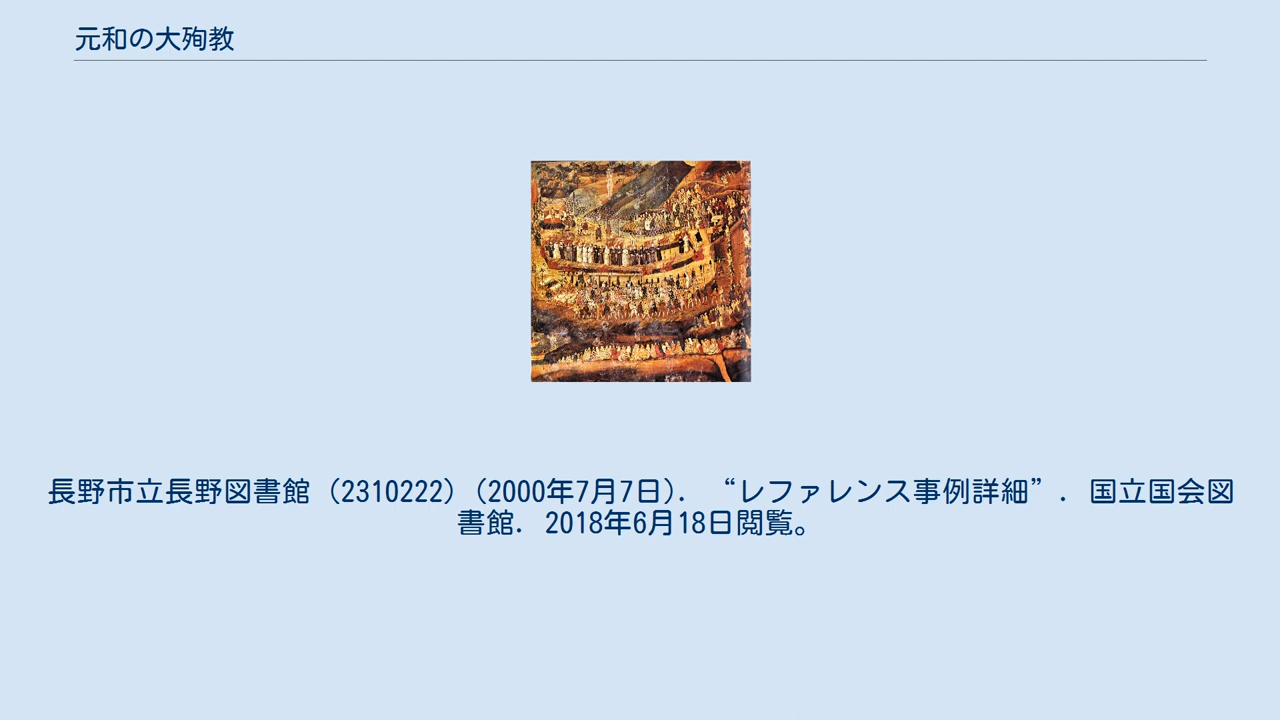 元和の大殉教
長野市立長野図書館（2310222）（2000年7月7日）. “レファレンス事例詳細”. 国立国会図
書館. 2018年6月18日閲覧。